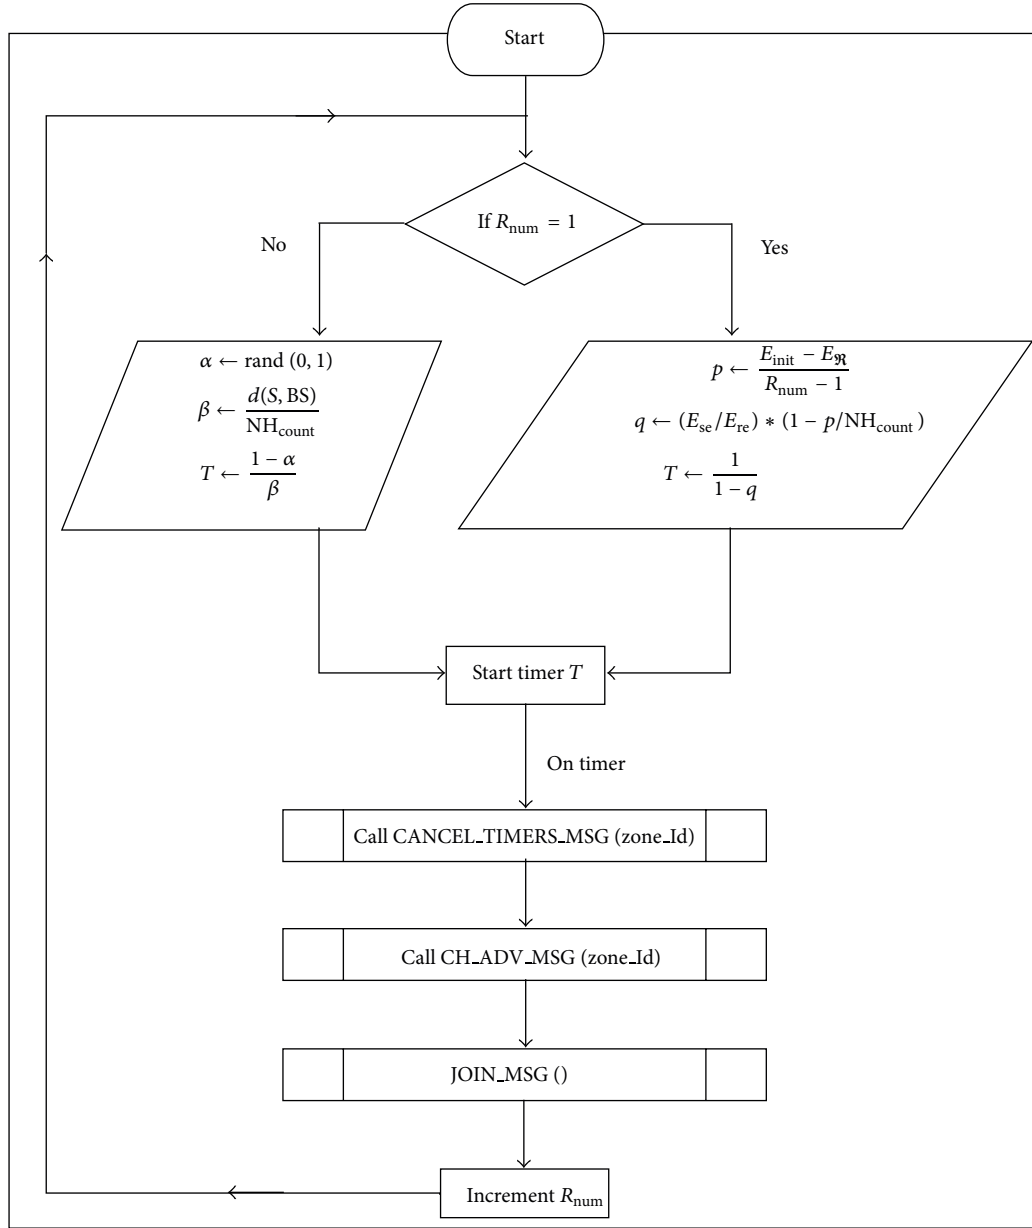 Start
If R_num = 1
No
Yes
α ← rand (0, 1)
β ← d(S, BS) / NH_count
T ← 1 − α / β
p ← E_init − E_ℜ / R_num − 1
q ← (E_se/E_re) ∗ (1 − p/NH_count)
T ← 1 / 1 − q
Start timer T
On timer
Call CANCEL_TIMERS_MSG (zone_Id)
Call CH_ADV_MSG (zone_Id)
JOIN_MSG ()
Increment R_num